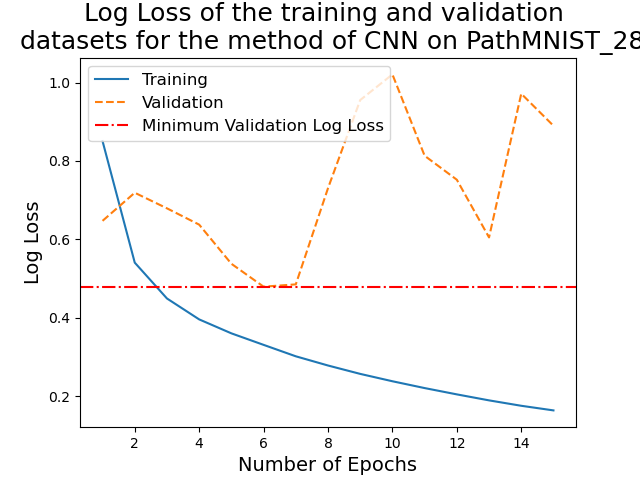 Log Loss of the training and validation
datasets for the method of CNN on PathMNIST_28
Training
Validation
Minimum Validation Log Loss
Log Loss
1.0
0.8
0.6
0.4
0.2
2 4 6 8 10 12 14
Number of Epochs